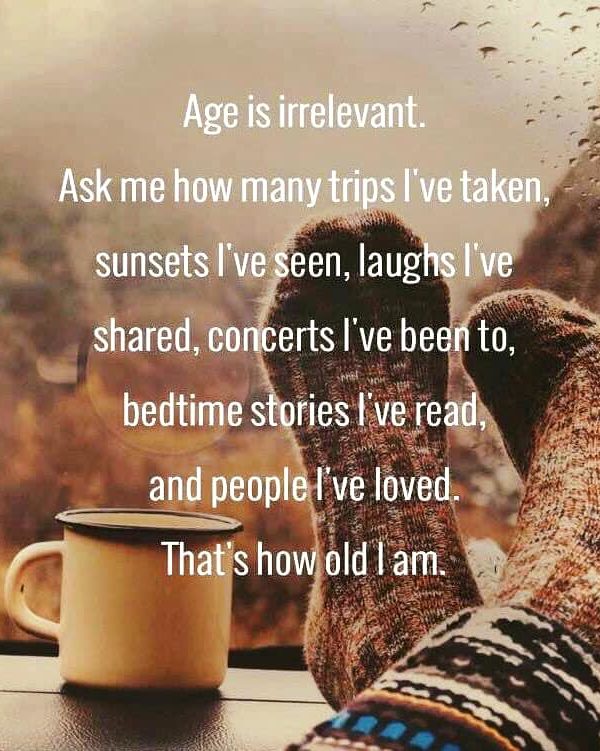 Age is irrelevant.
Ask me how many trips I've taken,
sunsets I've seen, laughs I've
shared, concerts I've been to,
bedtime stories I've read,
and people I've loved.
That's how old I am.